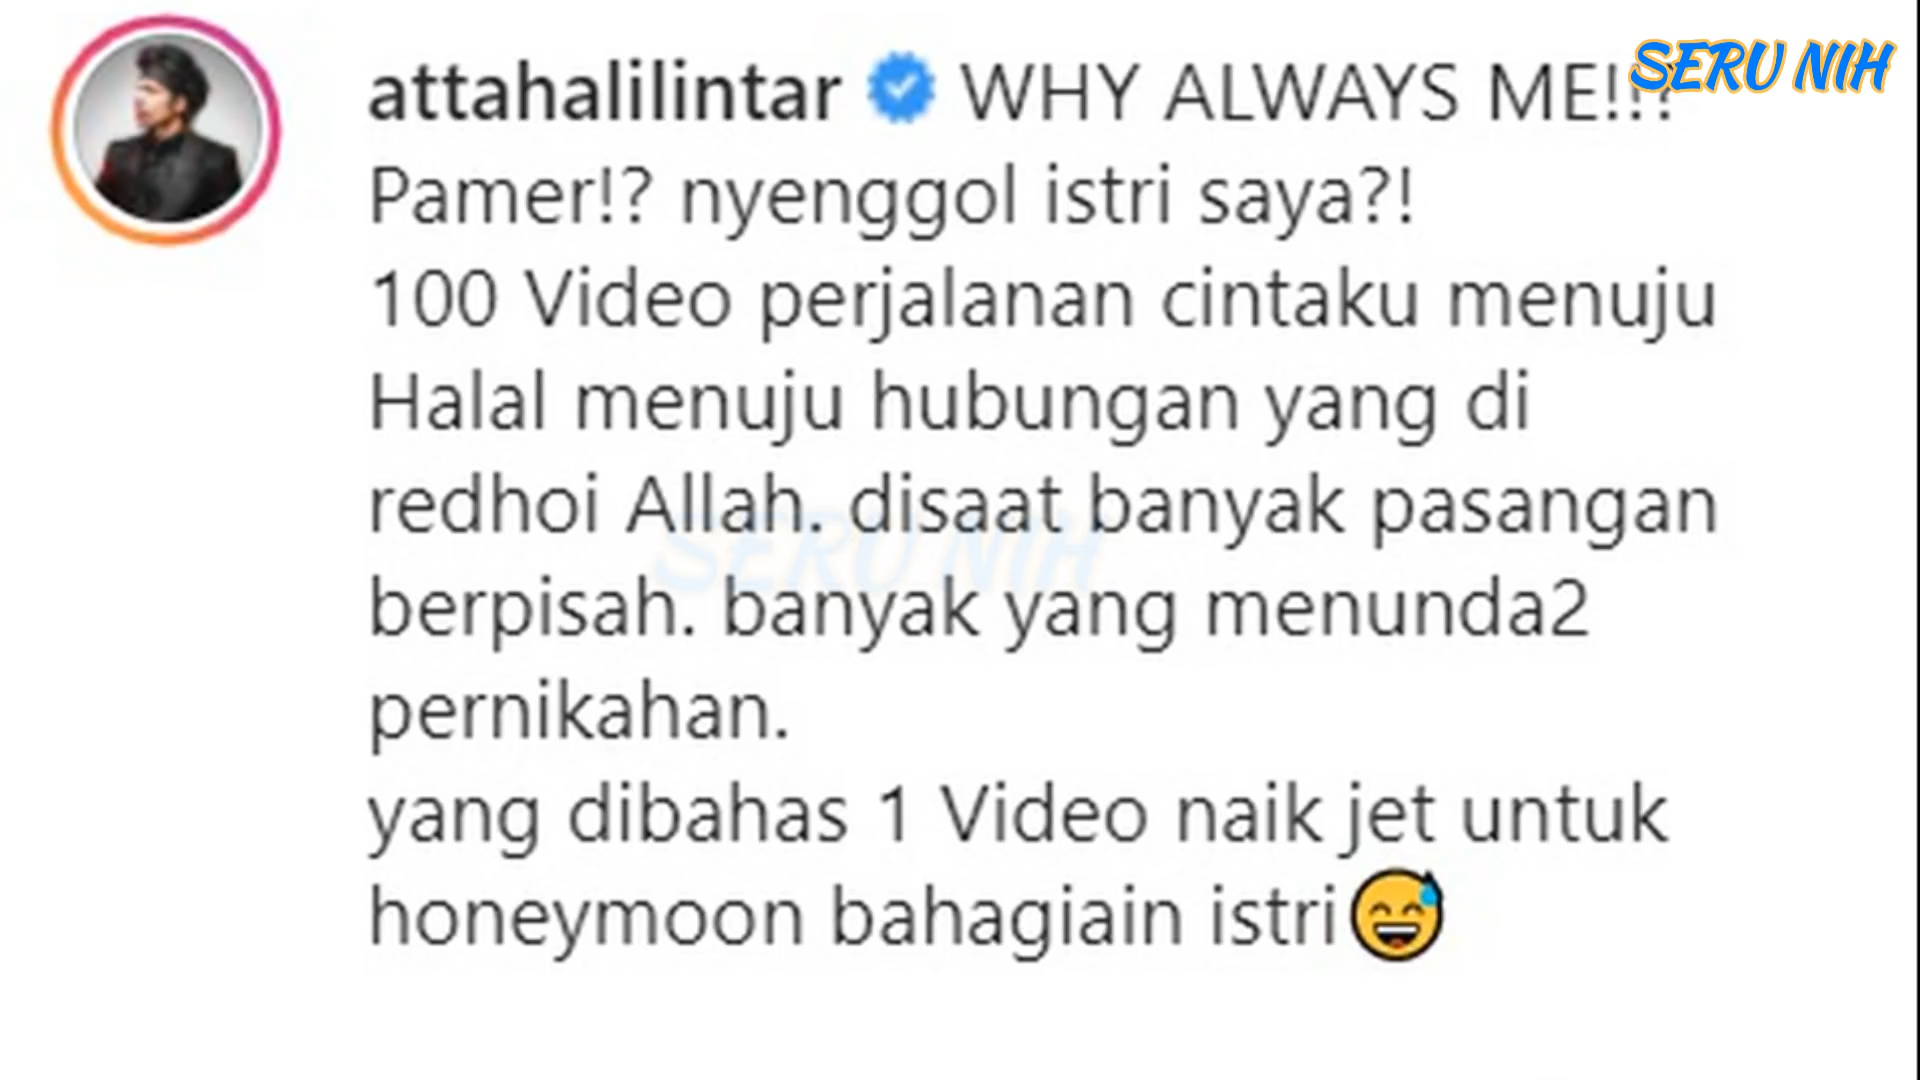 attahalilintar WHY ALWAYS ME!!?
SERU NIH
Pamer!? nyenggol istri saya?!
100 Video perjalanan cintaku menuju
Halal menuju hubungan yang di
redhoi Allah. disaat banyak pasangan
SERU NIH
berpisah. banyak yang menunda2
pernikahan.
yang dibahas 1 Video naik jet untuk
honeymoon bahagiain istri😅